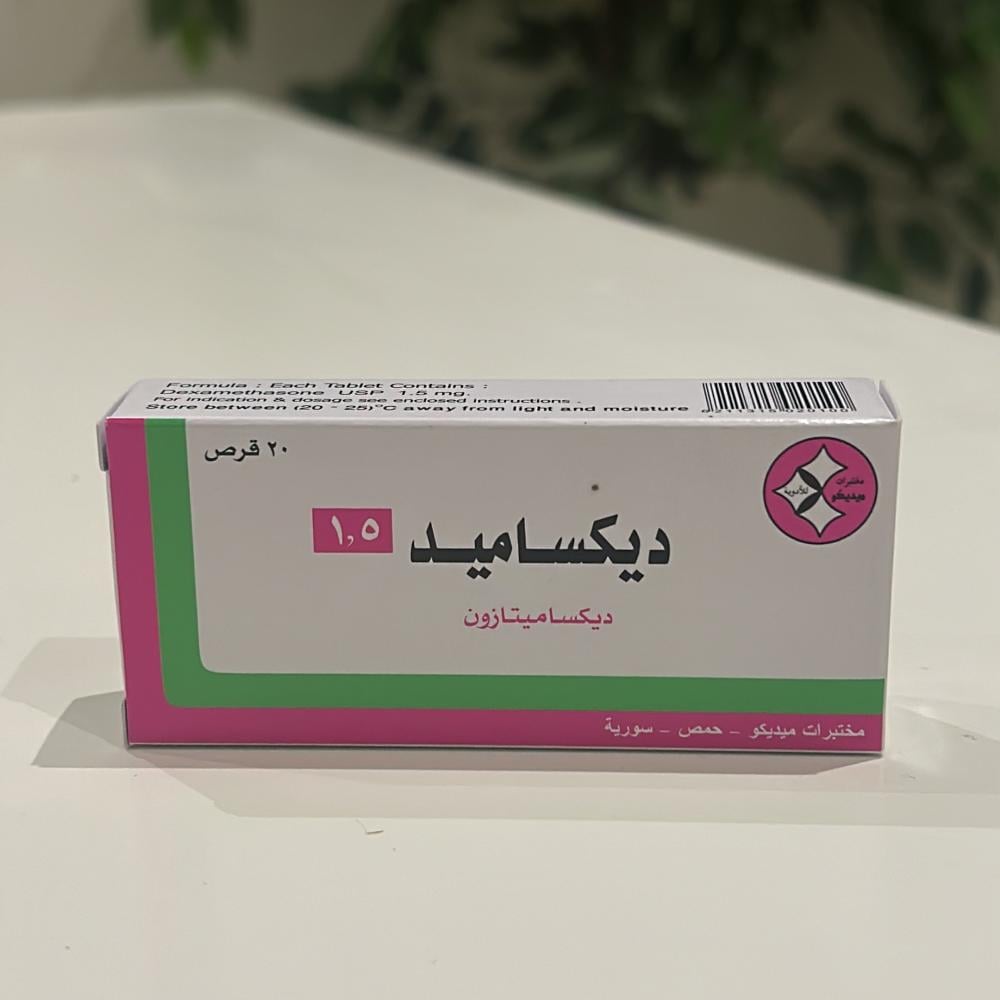 Formula : Each Tablet Contains :
Dexamethasone USP 1.5 mg.
For indication & dosage see enclosed instructions .
Store between (20 - 25)°C away from light and moisture
6211315020100
٢٠ قرص
مختبرات
ميديكو
للأدوية
ديكساميد ١,٥
ديكساميتازون
مختبرات ميديكو - حمص - سورية